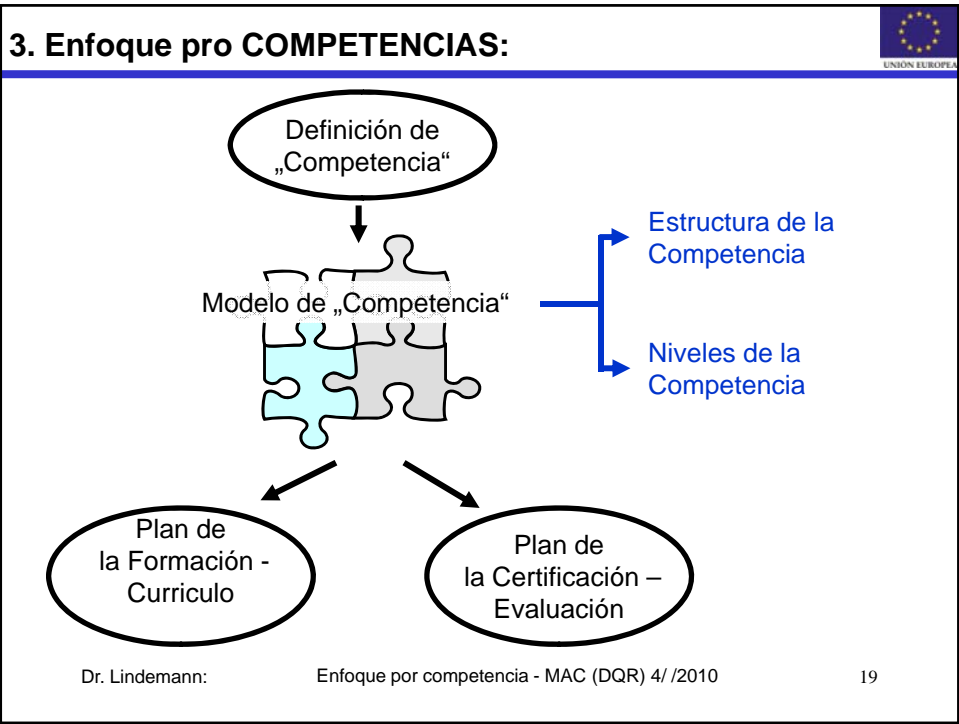 3. Enfoque pro COMPETENCIAS:
UNIÓN EUROPEA
Definición de
„Competencia“
Estructura de la
Competencia
Modelo de „Competencia“
Niveles de la
Competencia
Plan de
la Formación -
Curriculo
Plan de
la Certificación –
Evaluación
Dr. Lindemann:
Enfoque por competencia - MAC (DQR) 4/ /2010
19